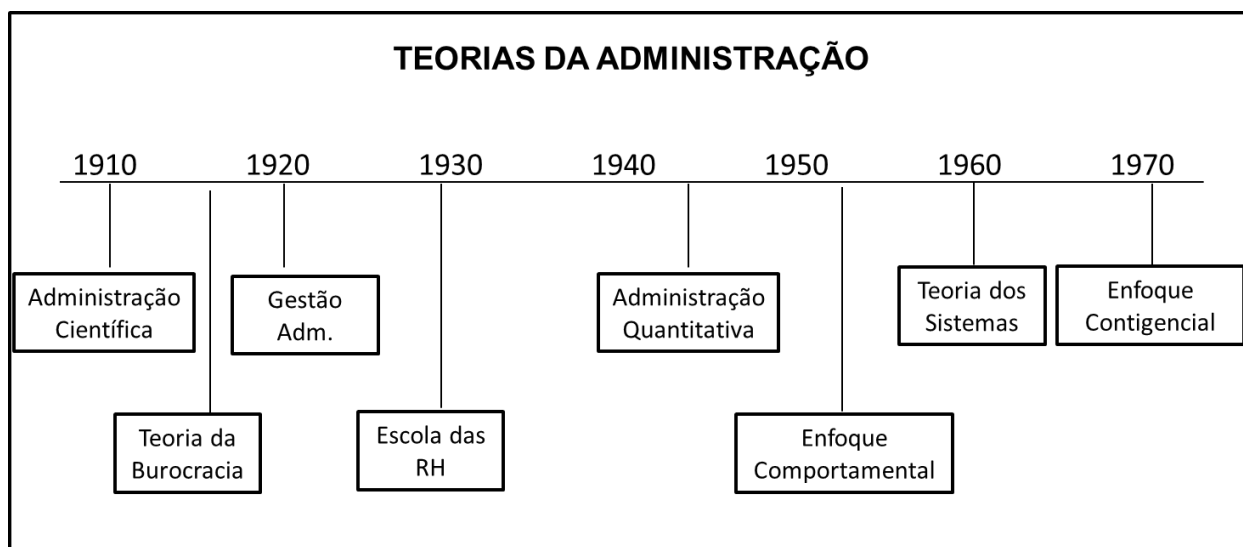 TEORIAS DA ADMINISTRAÇÃO
1910 1920 1930 1940 1950 1960 1970
Administração
Científica
Gestão
Adm.
Administração
Quantitativa
Teoria dos
Sistemas
Enfoque
Contigencial
Teoria da
Burocracia
Escola das
RH
Enfoque
Comportamental